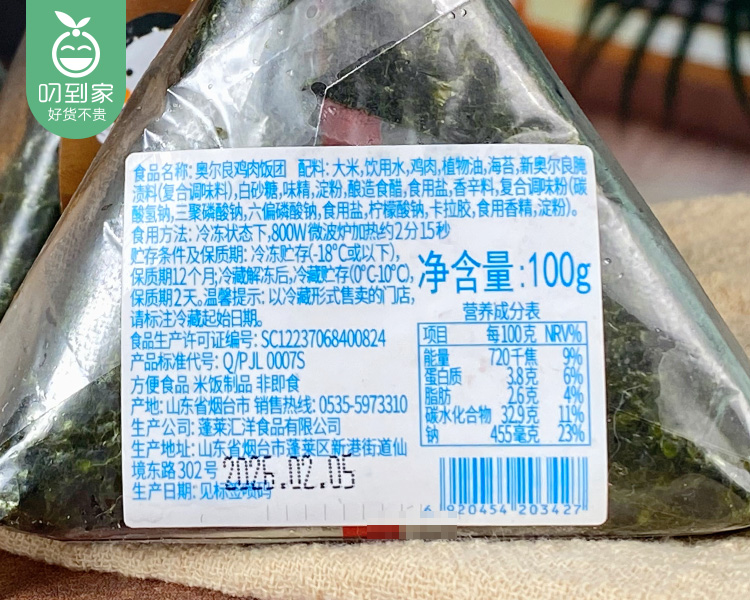 叨到家
好货不贵
食品名称:奥尔良鸡肉饭团 配料:大米,饮用水,鸡肉,植物油,海苔,新奥尔良腌
渍料(复合调味料),白砂糖,味精,淀粉,酿造食醋,食用盐,香辛料,复合调味粉(碳
酸氢钠,三聚磷酸钠,六偏磷酸钠,食用盐,柠檬酸钠,卡拉胶,食用香精,淀粉)。
食用方法: 冷冻状态下,800W微波炉加热约2分15秒
贮存条件及保质期: 冷冻贮存(-18°C或以下),
保质期12个月;冷藏解冻后,冷藏贮存(0°C-10°C),
保质期2天。温馨提示: 以冷藏形式售卖的门店,
请标注冷藏起始日期。
净含量:100g
食品生产许可证编号: SC12237068400824
产品标准代号: Q/PJL 0007S
方便食品 米饭制品 非即食
产地: 山东省烟台市 销售热线: 0535-5973310
生产公司: 蓬莱汇洋食品有限公司
生产地址: 山东省烟台市蓬莱区新港街道仙
境东路302号
生产日期: 见标签喷码
2026.02.05
营养成分表
项目 每100克 NRV%
能量 720千焦 9%
蛋白质 3.8克 6%
脂肪 2.6克 4%
碳水化合物 32.9克 11%
钠 455毫克 23%
6 920454 203427